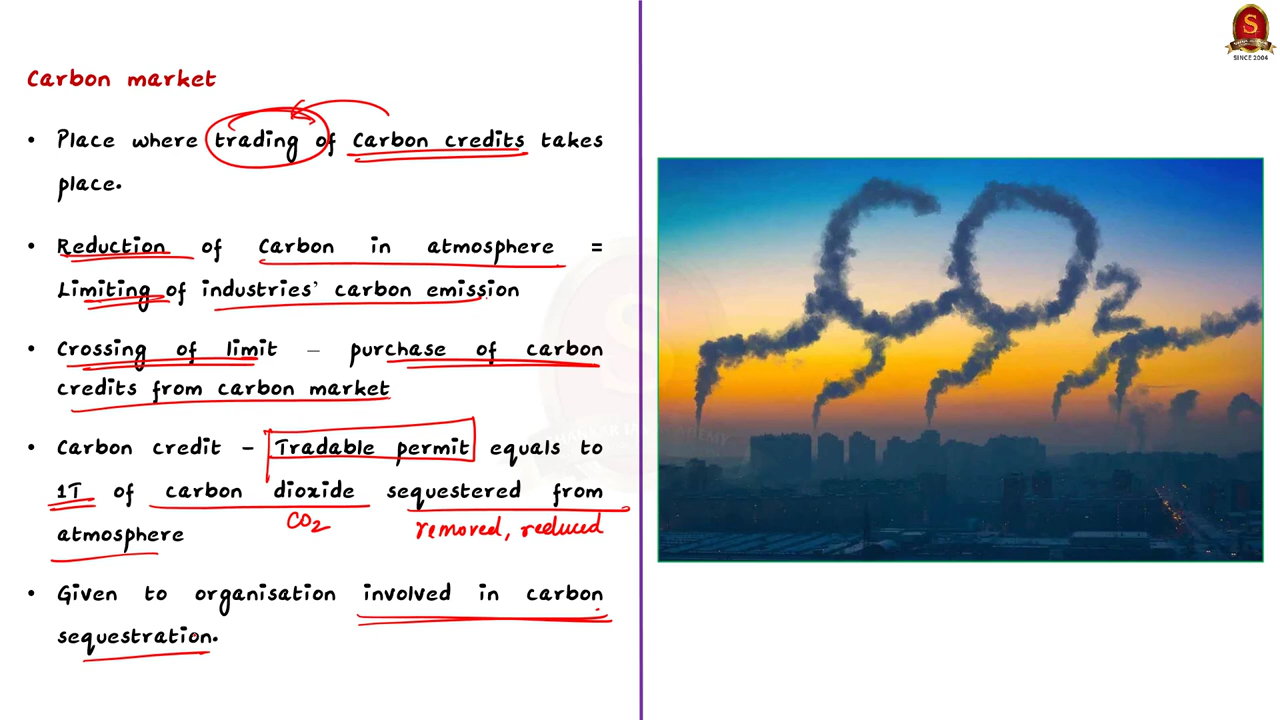 Carbon market
• Place where trading of Carbon credits takes
place.
• Reduction of Carbon in atmosphere =
Limiting of industries' carbon emission
• Crossing of limit – purchase of carbon
credits from carbon market
• Carbon credit – Tradable permit equals to
1T of carbon dioxide sequestered from
CO2 removed, reduced
atmosphere
• Given to organisation involved in carbon
sequestration.
CO2
S
SINCE 2004